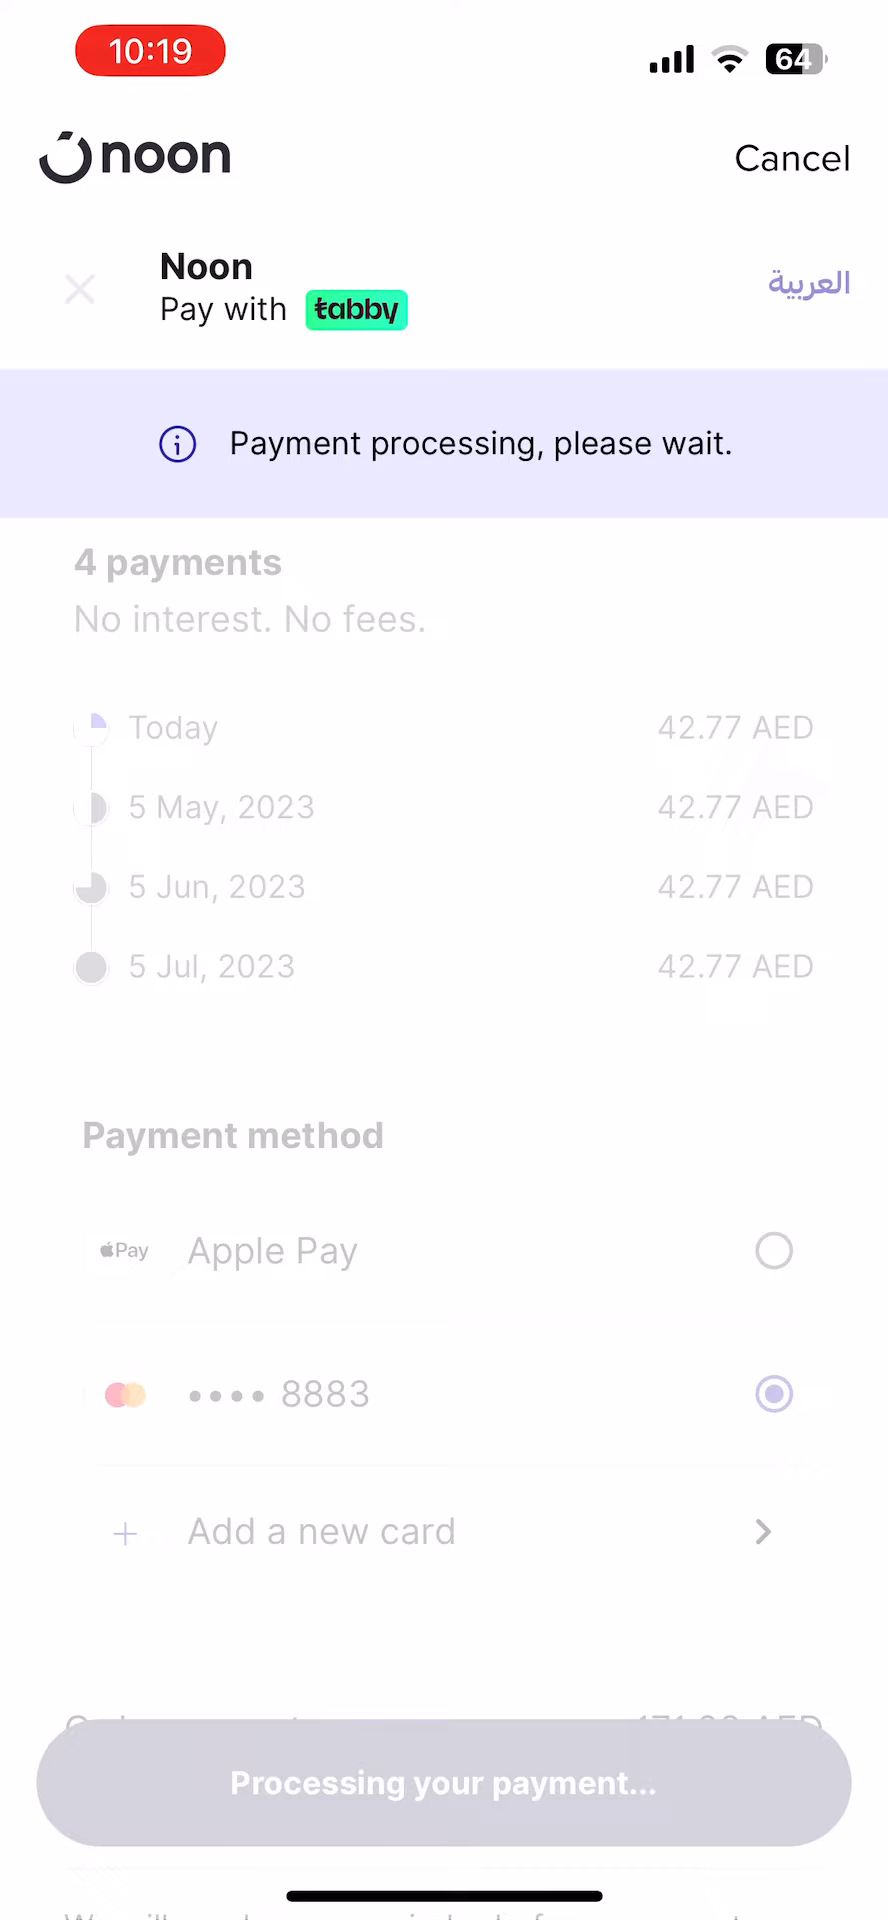 10:19
64
noon
Cancel
Noon
Pay with tabby
العربية
Payment processing, please wait.
4 payments
No interest. No fees.
Today 42.77 AED
5 May, 2023 42.77 AED
5 Jun, 2023 42.77 AED
5 Jul, 2023 42.77 AED
Payment method
Pay Apple Pay
•••• 8883
+ Add a new card
Processing your payment...